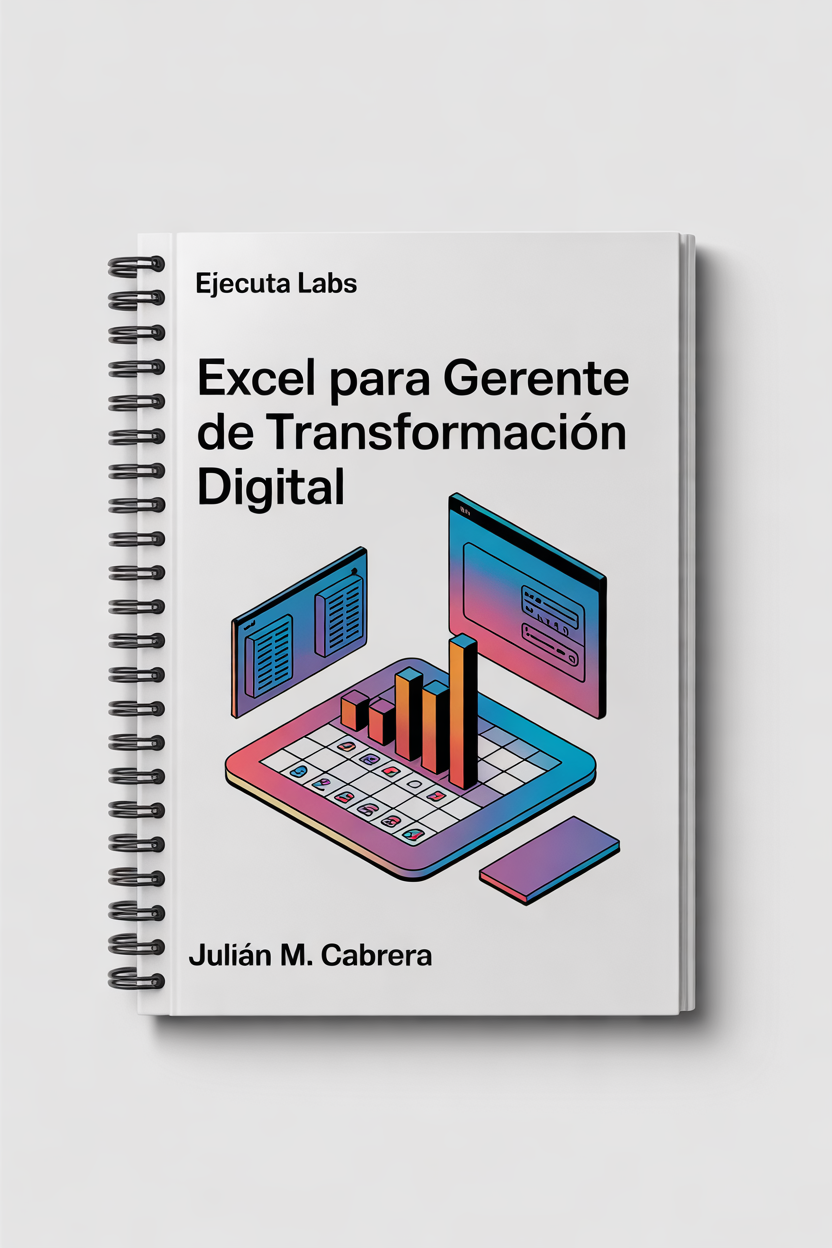 Ejecuta Labs
Excel para Gerente
de Transformación
Digital
Julián M. Cabrera